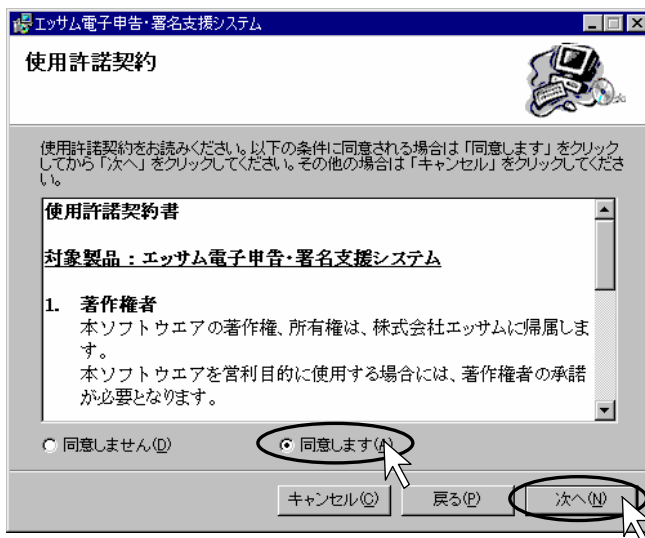 エッサム電子申告・署名支援システム
使用許諾契約
使用許諾契約をお読みください。以下の条件に同意される場合は「同意します」をクリック
してから「次へ」をクリックしてください。その他の場合は「キャンセル」をクリックしてくださ
い。
使用許諾契約書
対象製品:エッサム電子申告・署名支援システム
1. 著作権者
本ソフトウエアの著作権、所有権は、株式会社エッサムに帰属しま
す。
本ソフトウエアを営利目的に使用する場合には、著作権者の承諾
が必要となります。
同意しません(D) 同意します(A)
キャンセル(C) 戻る(P) 次へ(N)